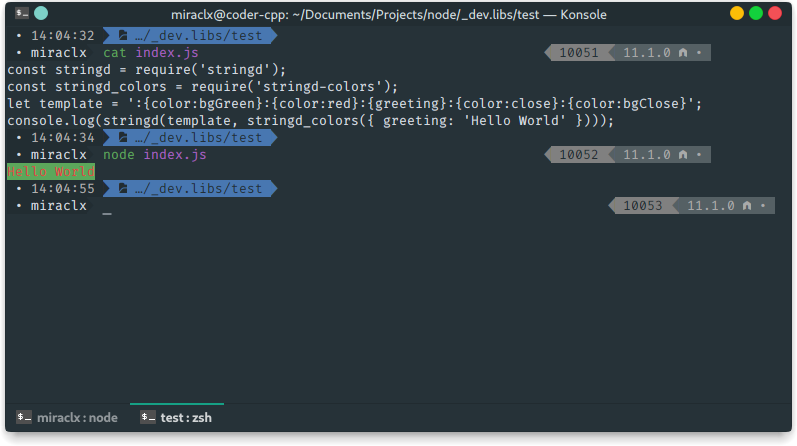 miraclx@coder-cpp: ~/Documents/Projects/node/_dev.libs/test — Konsole
• 14:04:32 …/_dev.libs/test
• miraclx cat index.js 10051 11.1.0 •
const stringd = require('stringd');
const stringd_colors = require('stringd-colors');
let template = ':{color:bgGreen}:{color:red}:{greeting}:{color:close}:{color:bgClose}';
console.log(stringd(template, stringd_colors({ greeting: 'Hello World' })));
• 14:04:34 …/_dev.libs/test
• miraclx node index.js 10052 11.1.0 •
Hello World
• 14:04:55 …/_dev.libs/test
• miraclx _ 10053 11.1.0 •
miraclx : node test : zsh